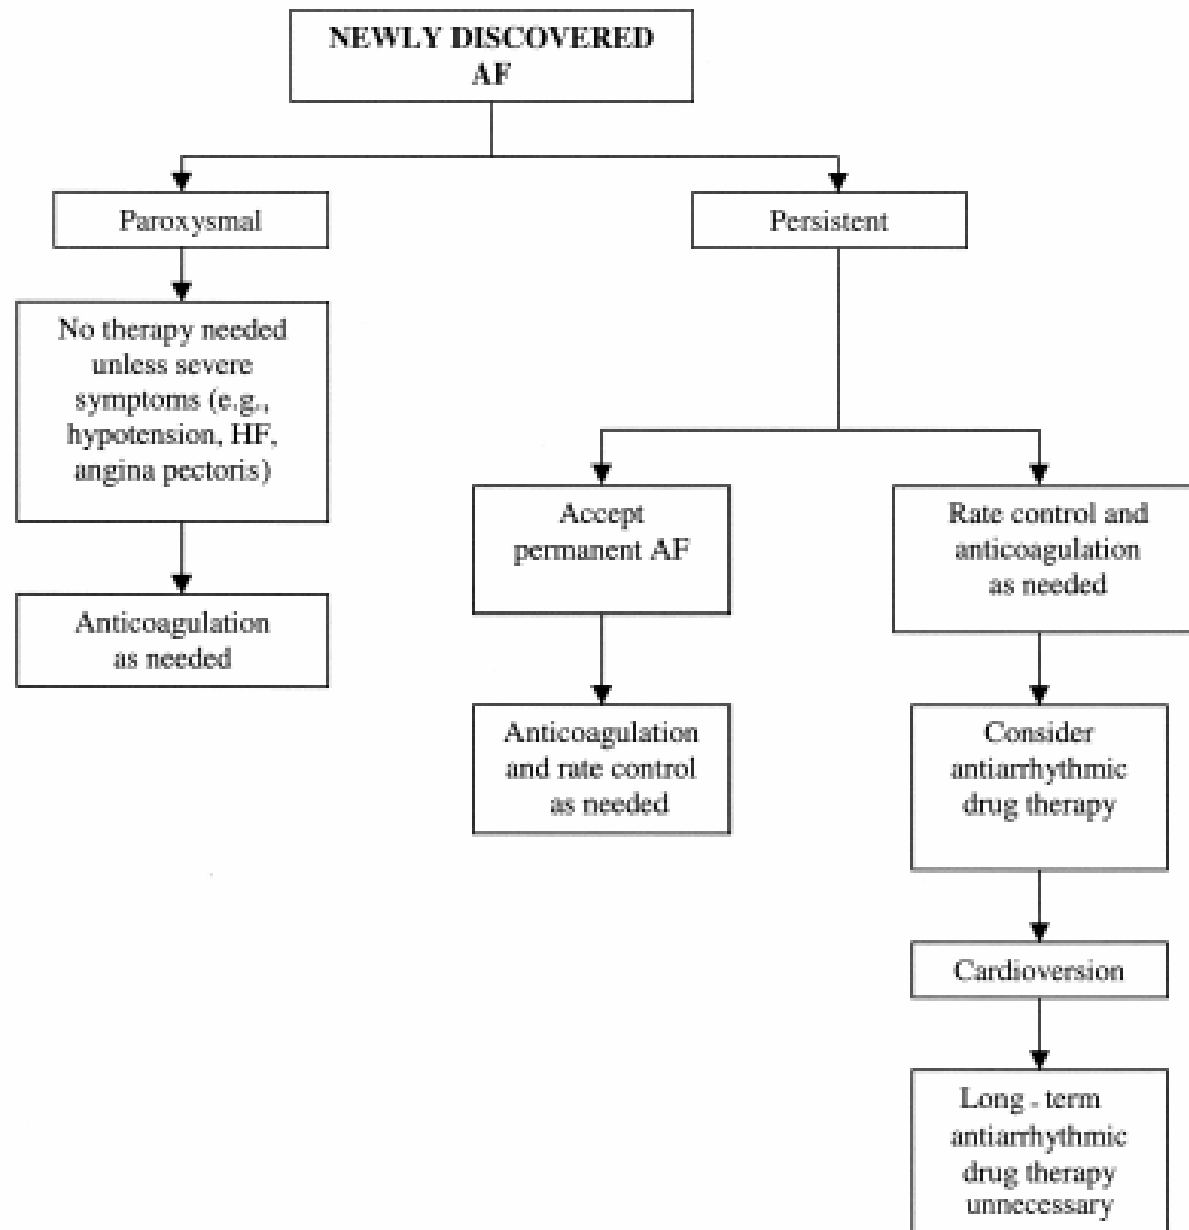 NEWLY DISCOVERED
AF
Paroxysmal
Persistent
No therapy needed
unless severe
symptoms (e.g.,
hypotension, HF,
angina pectoris)
Anticoagulation
as needed
Accept
permanent AF
Anticoagulation
and rate control
as needed
Rate control and
anticoagulation
as needed
Consider
antiarrhythmic
drug therapy
Cardioversion
Long - term
antiarrhythmic
drug therapy
unnecessary